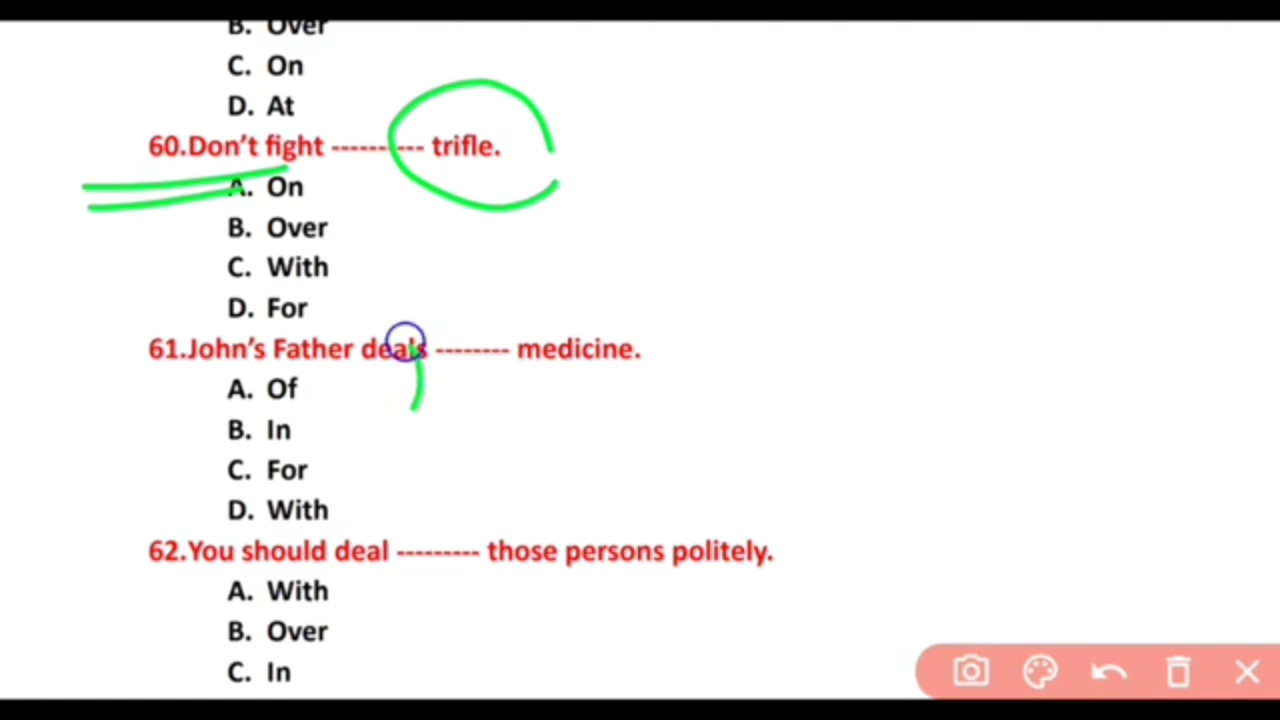 B. Over
C. On
D. At
60.Don't fight ---------- trifle.
A. On
B. Over
C. With
D. For
61.John's Father deals -------- medicine.
A. Of
B. In
C. For
D. With
62.You should deal --------- those persons politely.
A. With
B. Over
C. In